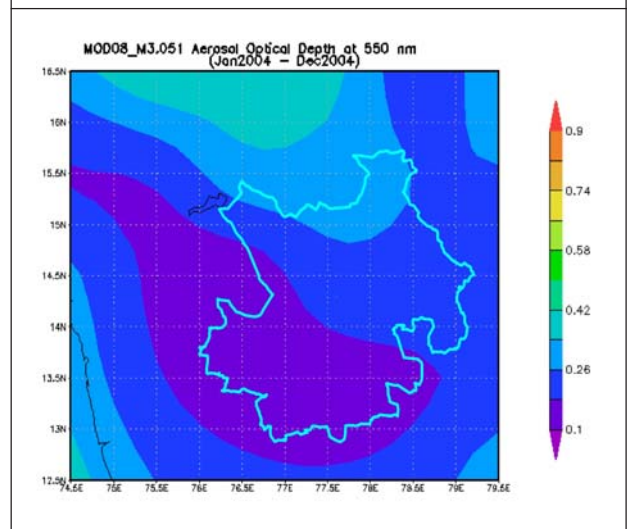 MOD08_M3.051 Aerosol Optical Depth at 550 nm
(Jan2004 – Dec2004)
16.5N
16N
15.5N
15N
14.5N
14N
13.5N
13N
12.5N
74.5E 75E 75.5E 76E 76.5E 77E 77.5E 78E 78.5E 79E 79.5E
0.9
0.74
0.58
0.42
0.26
0.1